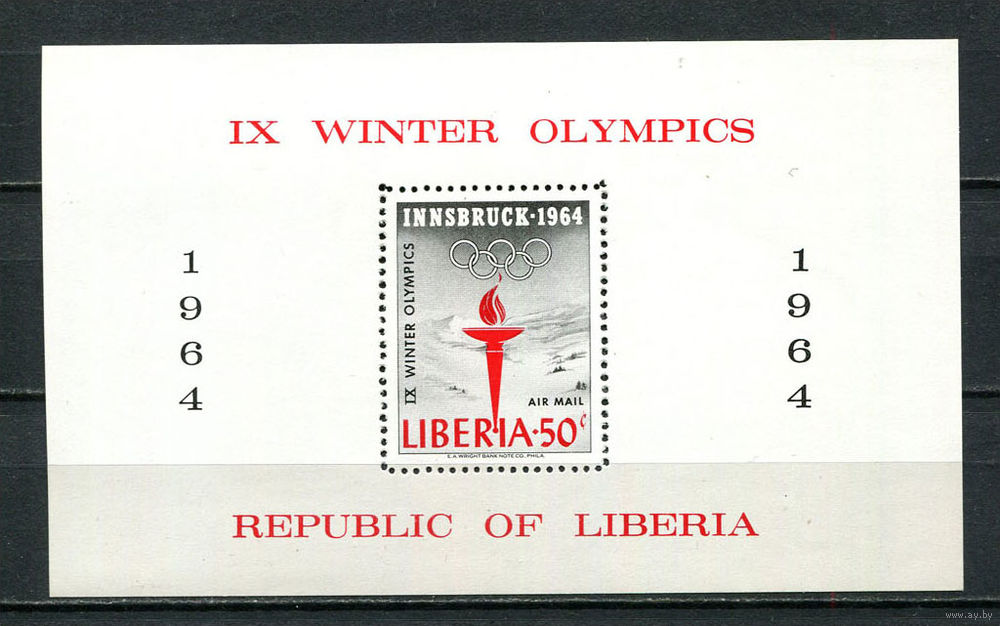 IX WINTER OLYMPICS
INNSBRUCK·1964
IX WINTER OLYMPICS
1
9
6
4
1
9
6
4
AIR MAIL
LIBERIA·50¢
E.A. WRIGHT BANK NOTE CO., PHILA.
REPUBLIC OF LIBERIA
www.ay.by